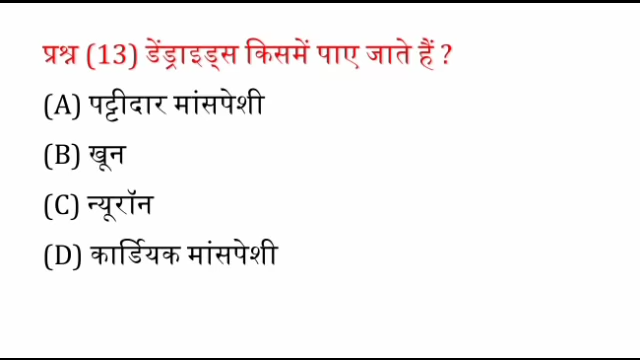 प्रश्न (13) डेंड्राइड्स किसमें पाए जाते हैं ?
(A) पट्टीदार मांसपेशी
(B) खून
(C) न्यूरॉन
(D) कार्डियक मांसपेशी